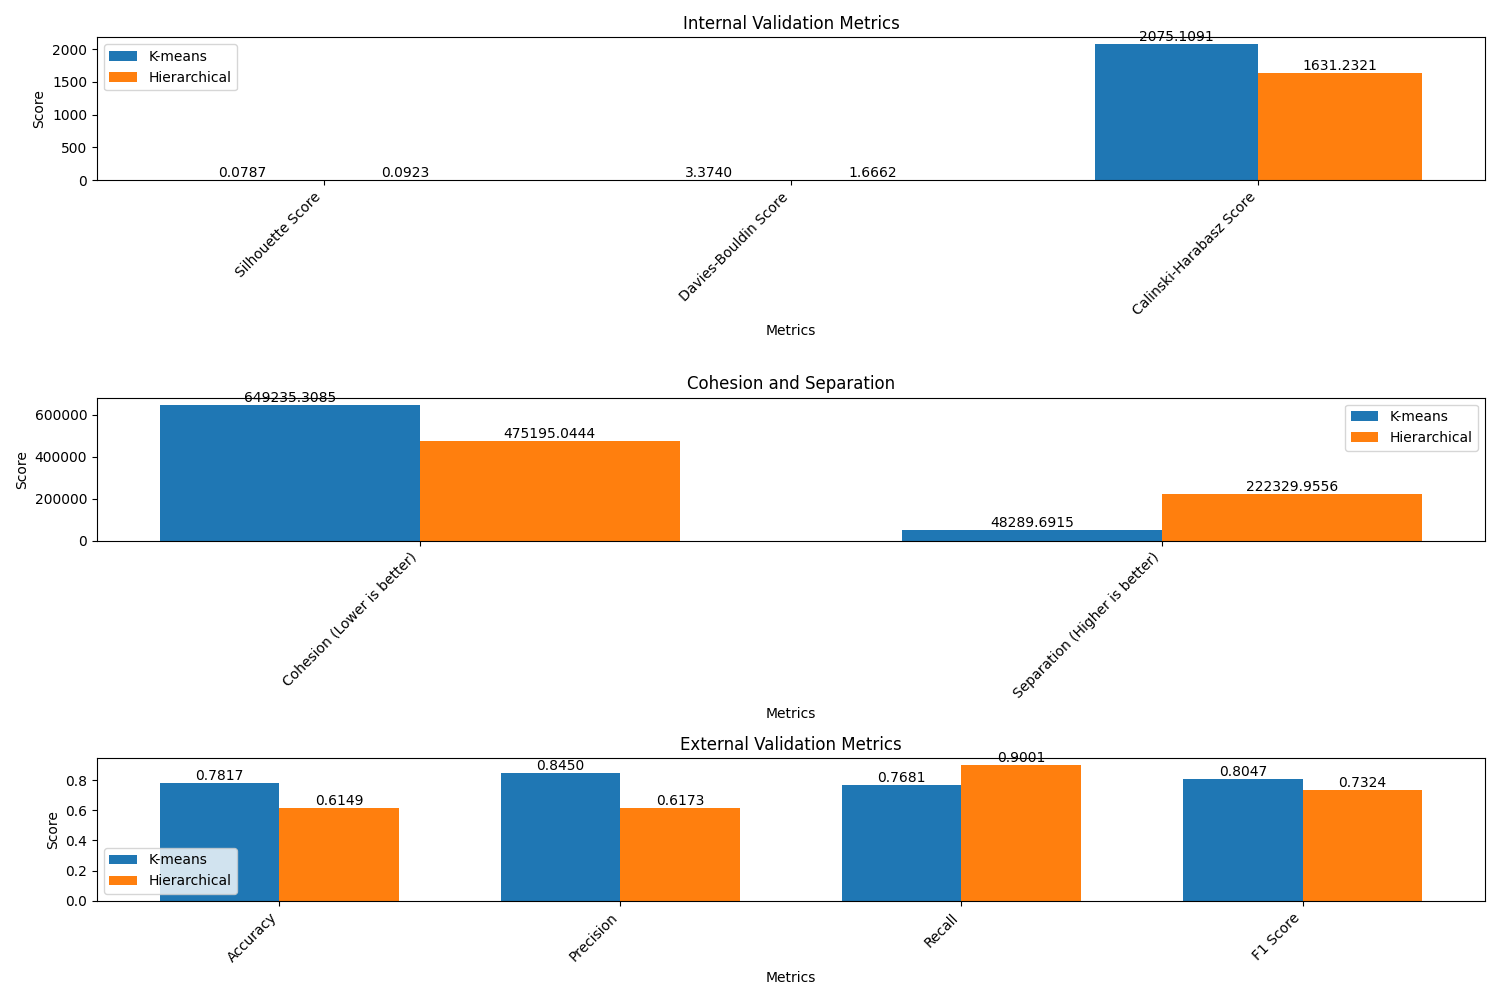 Internal Validation Metrics
K-means
Hierarchical
Score
2000
1500
1000
500
0
0.0787
0.0923
3.3740
1.6662
2075.1091
1631.2321
Silhouette Score
Davies-Bouldin Score
Calinski-Harabasz Score
Metrics
Cohesion and Separation
K-means
Hierarchical
Score
600000
400000
200000
0
649235.3085
475195.0444
48289.6915
222329.9556
Cohesion (Lower is better)
Separation (Higher is better)
Metrics
External Validation Metrics
K-means
Hierarchical
Score
0.8
0.6
0.4
0.2
0.0
0.7817
0.6149
0.8450
0.6173
0.7681
0.9001
0.8047
0.7324
Accuracy
Precision
Recall
F1 Score
Metrics